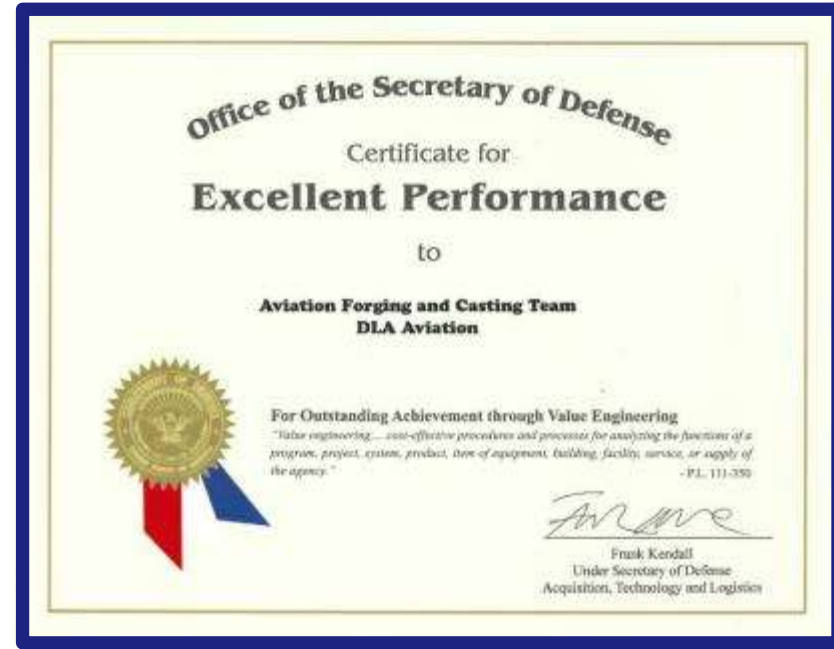 Office of the Secretary of Defense
Certificate for
Excellent Performance
to
Aviation Forging and Casting Team
DLA Aviation
For Outstanding Achievement through Value Engineering
"Value engineering... cost-effective procedures and processes for analyzing the functions of a
program, project, system, product, item of equipment, building, facility, service, or supply of
the agency."
- P.L. 111-350
Frank Kendall
Under Secretary of Defense
Acquisition, Technology and Logistics